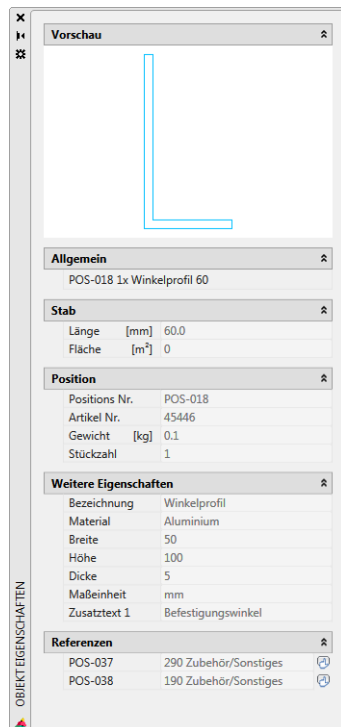 Vorschau
Allgemein
POS-018 1x Winkelprofil 60
Stab
Länge [mm] 60.0
Fläche [m²] 0
Position
Positions Nr. POS-018
Artikel Nr. 45446
Gewicht [kg] 0.1
Stückzahl 1
Weitere Eigenschaften
Bezeichnung Winkelprofil
Material Aluminium
Breite 50
Höhe 100
Dicke 5
Maßeinheit mm
Zusatztext 1 Befestigungswinkel
Referenzen
POS-037 290 Zubehör/Sonstiges
POS-038 190 Zubehör/Sonstiges
OBJEKT EIGENSCHAFTEN